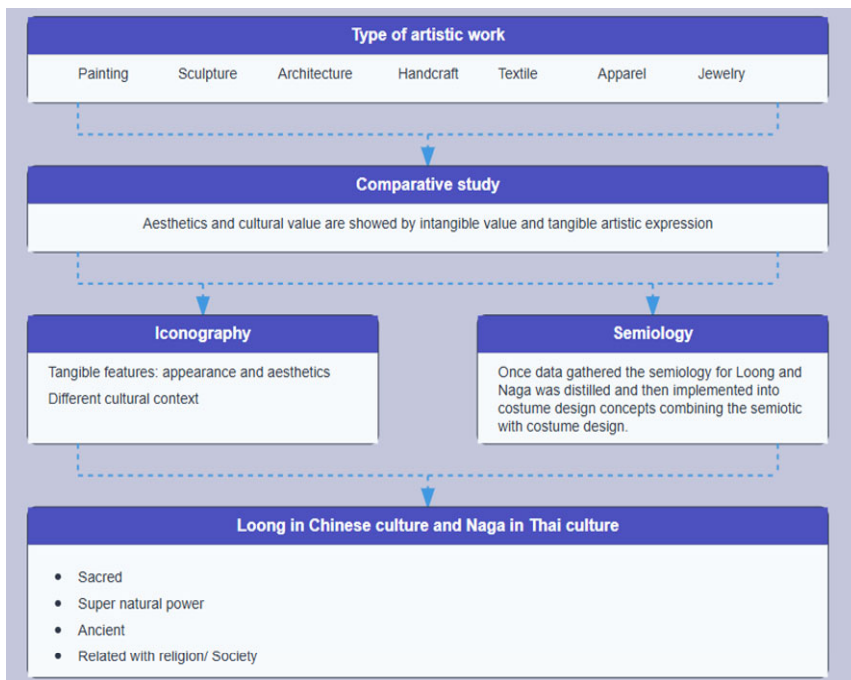 Type of artistic work
Painting Sculpture Architecture Handcraft Textile Apparel Jewelry
Comparative study
Aesthetics and cultural value are showed by intangible value and tangible artistic expression
Iconography
Tangible features: appearance and aesthetics
Different cultural context
Semiology
Once data gathered the semiology for Loong and
Naga was distilled and then implemented into
costume design concepts combining the semiotic
with costume design.
Loong in Chinese culture and Naga in Thai culture
• Sacred
• Super natural power
• Ancient
• Related with religion/ Society